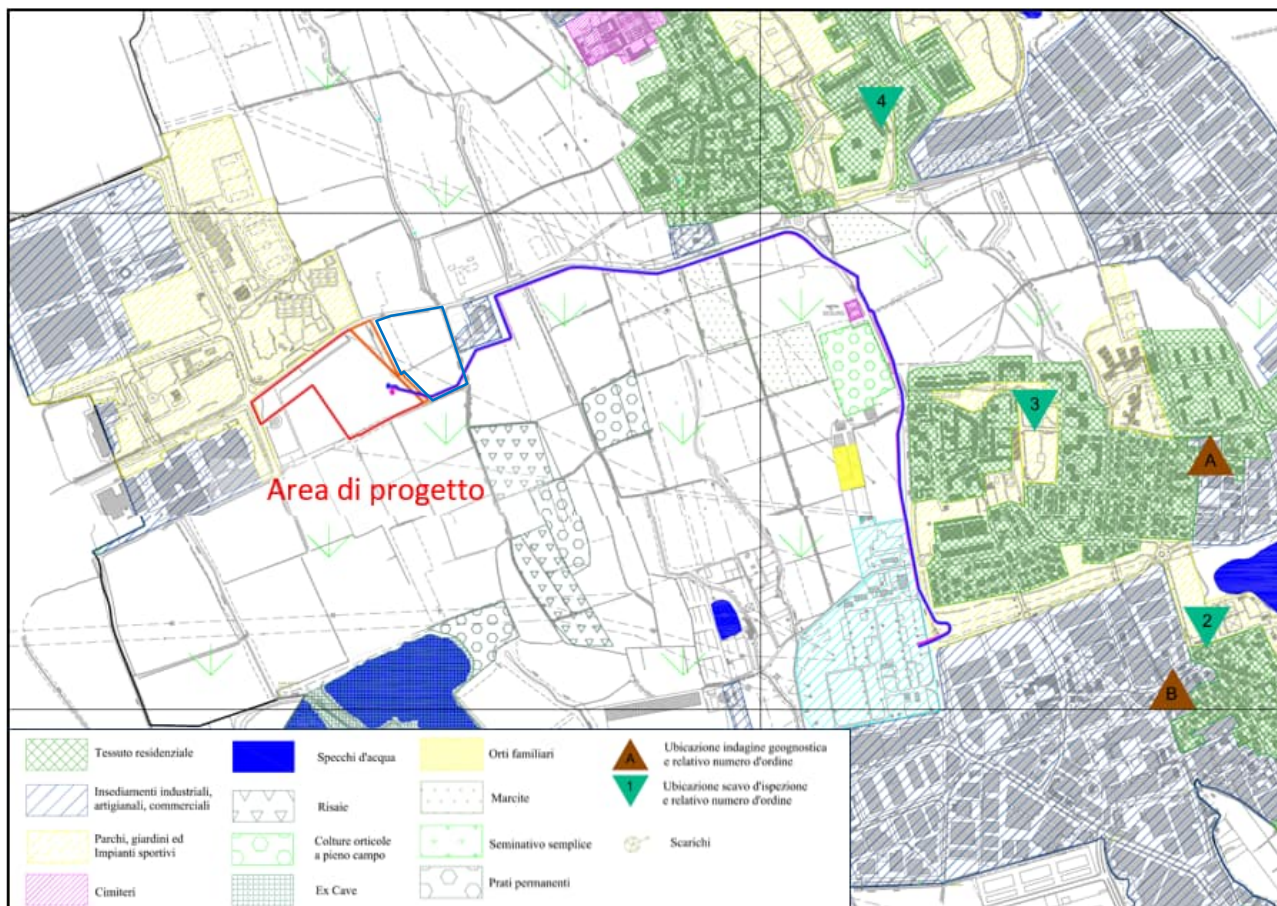 4
3
A
Area di progetto
2
B
Tessuto residenziale
Specchi d'acqua
Orti familiari
A
Ubicazione indagine geognostica
e relativo numero d'ordine
Insediamenti industriali,
artigianali, commerciali
Risaie
Marcite
1
Ubicazione scavo d'ispezione
e relativo numero d'ordine
Parchi, giardini ed
Impianti sportivi
Colture orticole
a pieno campo
Seminativo semplice
Scarichi
Cimiteri
Ex Cave
Prati permanenti